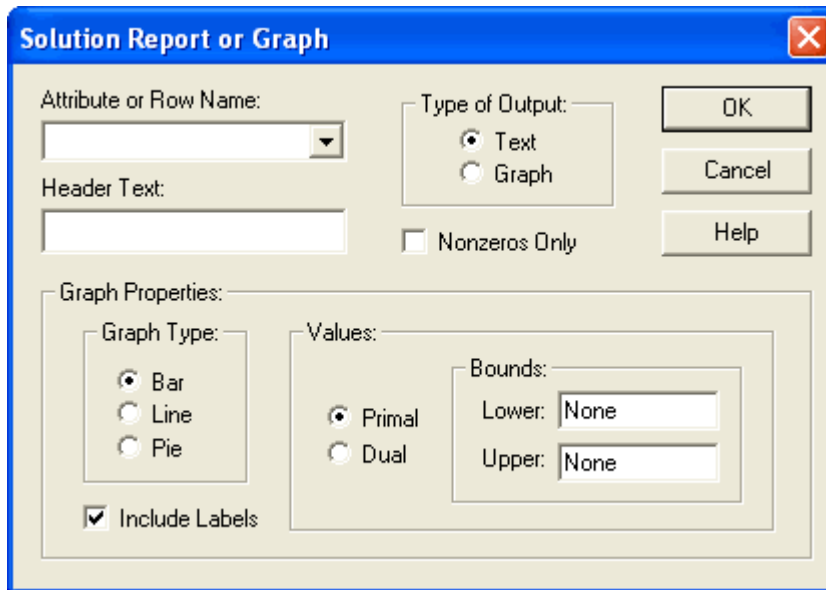 Solution Report or Graph
Attribute or Row Name:
Header Text:
Type of Output:
Text
Graph
Nonzeros Only
OK
Cancel
Help
Graph Properties:
Graph Type:
Bar
Line
Pie
Include Labels
Values:
Primal
Dual
Bounds:
Lower: None
Upper: None